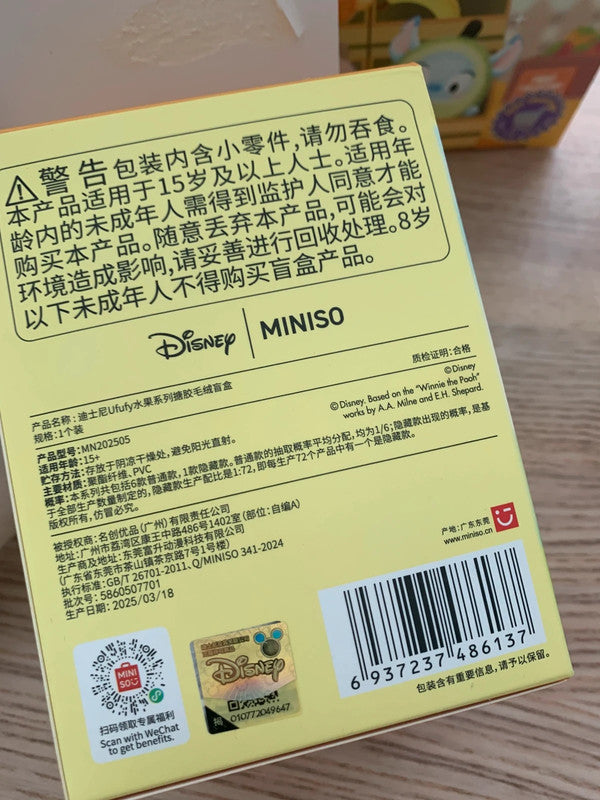 警告 包装内含小零件,请勿吞食。
本产品适用于15岁及以上人士。适用年
龄内的未成年人需得到监护人同意才能
购买本产品。随意丢弃本产品,可能会对
环境造成影响,请妥善进行回收处理。8岁
以下未成年人不得购买盲盒产品。
Disney | MINISO
产品名称: 迪士尼Ufufy水果系列搪胶毛绒盲盒
规格:1个装
质检证明:合格
产品型号: MN202505
适用年龄: 15+
贮存方法: 存放于阴凉干燥处, 避免阳光直射。
主要材质: 聚酯纤维、PVC
©Disney
©Disney. Based on the "Winnie the Pooh"
works by A.A. Milne and E.H. Shepard.
概率: 本系列共包括6款普通款, 1款隐藏款。普通款的抽取概率平均分配, 均为1/6; 隐藏款出现的概率, 是基
于全部生产数量制定的, 隐藏款生产配比是1:72, 即每生产72个产品中有一个是隐藏款。
版权所有, 仿冒必究。
被授权商: 名创优品(广州)有限责任公司
地址: 广州市荔湾区康王中路486号1402室(部位:自编A)
生产商及地址: 东莞富升动漫科技有限公司
(广东省东莞市茶山镇茶京路7号1号楼)
执行标准: GB/T 26701-2011、Q/MINISO 341-2024
批次号: 5860507701
生产日期: 2025/03/18
产地:广东东莞
www.miniso.cn
MINI
SO
扫码领取专属福利
Scan with WeChat
to get benefits.
Disney
010772049647
6 937237 486137
包装含有重要信息, 请予以保留。